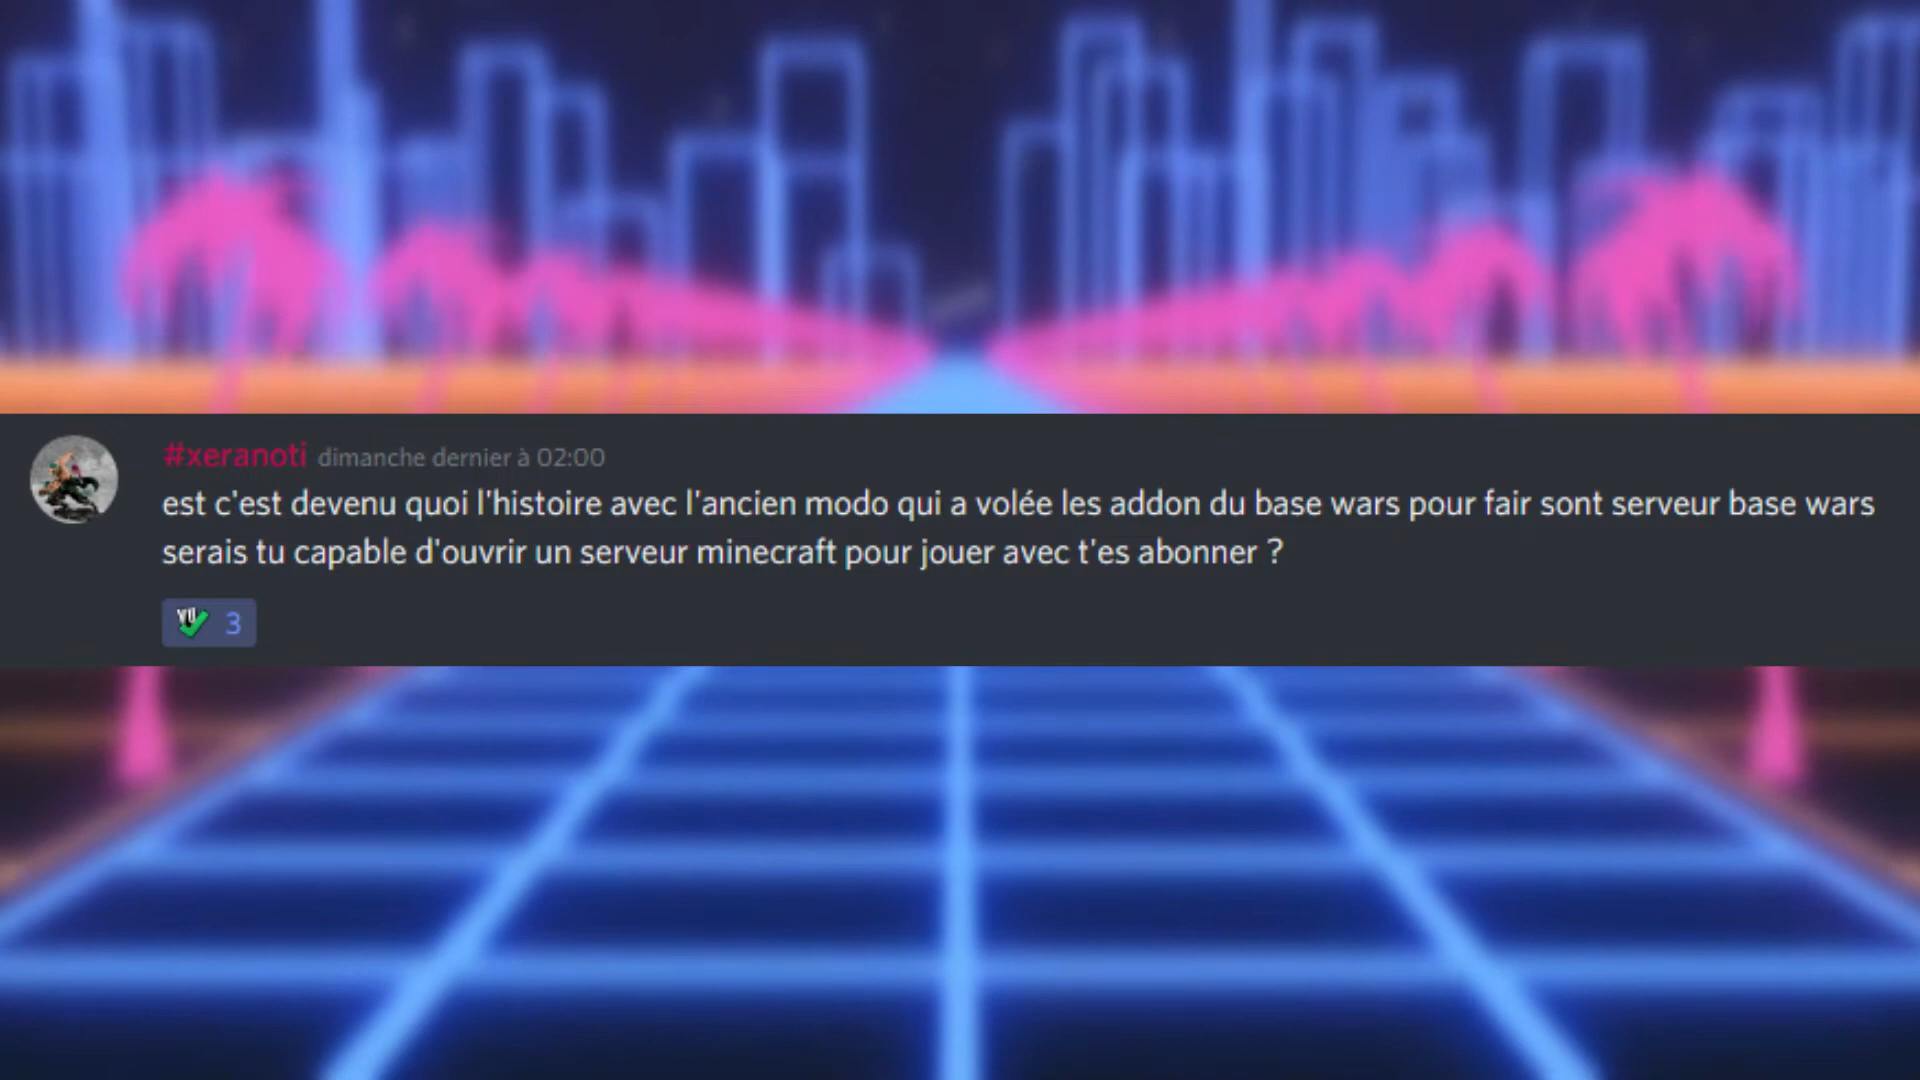 #xeranoti dimanche dernier à 02:00
est c'est devenu quoi l'histoire avec l'ancien modo qui a volée les addon du base wars pour fair sont serveur base wars
serais tu capable d'ouvrir un serveur minecraft pour jouer avec t'es abonner ?
VU 3